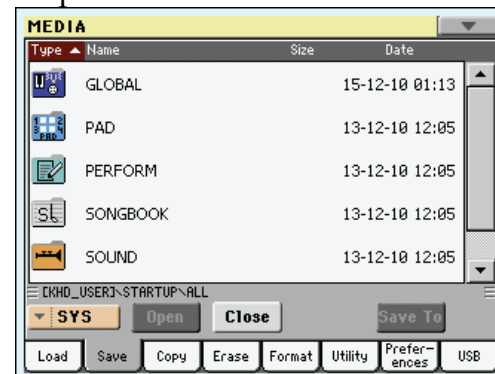 MEDIA
Type Name Size Date
GLOBAL 15-12-10 01:13
PAD 13-12-10 12:05
PERFORM 13-12-10 12:05
SONGBOOK 13-12-10 12:05
SOUND 13-12-10 12:05
[KHD_USER]\STARTUP\ALL
SYS Open Close Save To
Load Save Copy Erase Format Utility Prefer-
ences USB